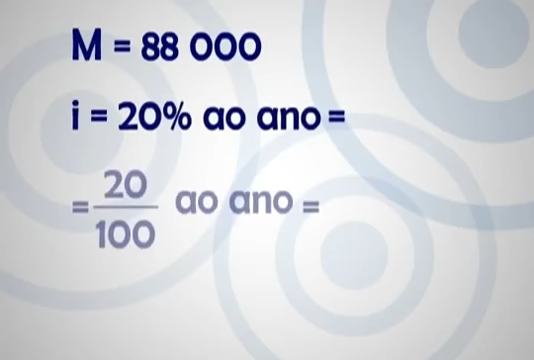 M = 88 000
i = 20% ao ano =
= 20/100 ao ano =